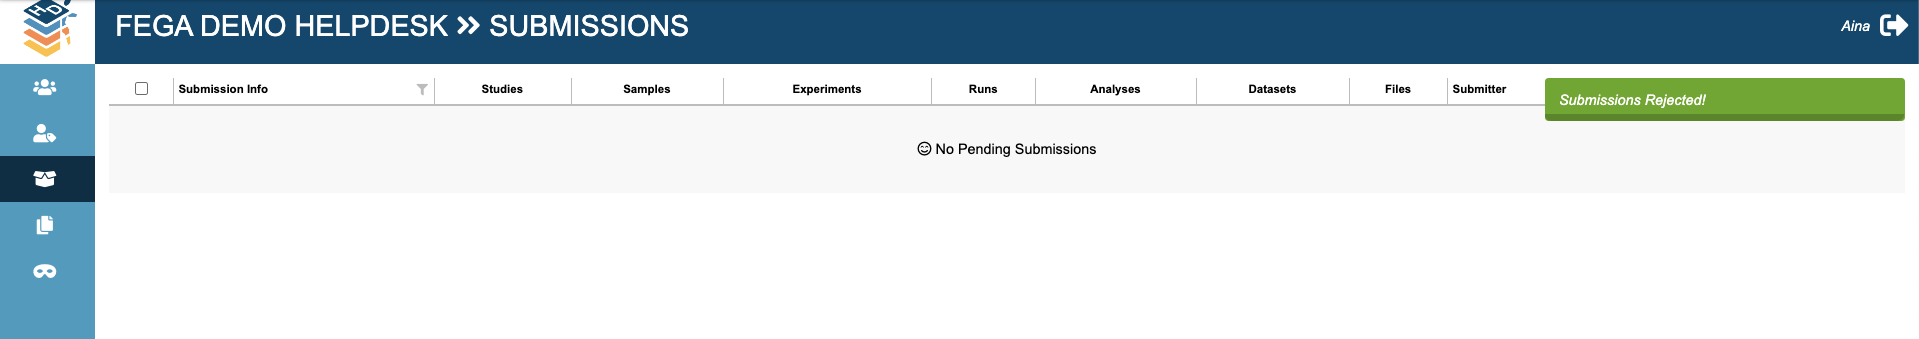 HD
FEGA DEMO HELPDESK >> SUBMISSIONS
Aina
Submission Info
Studies
Samples
Experiments
Runs
Analyses
Datasets
Files
Submitter
Submissions Rejected!
No Pending Submissions